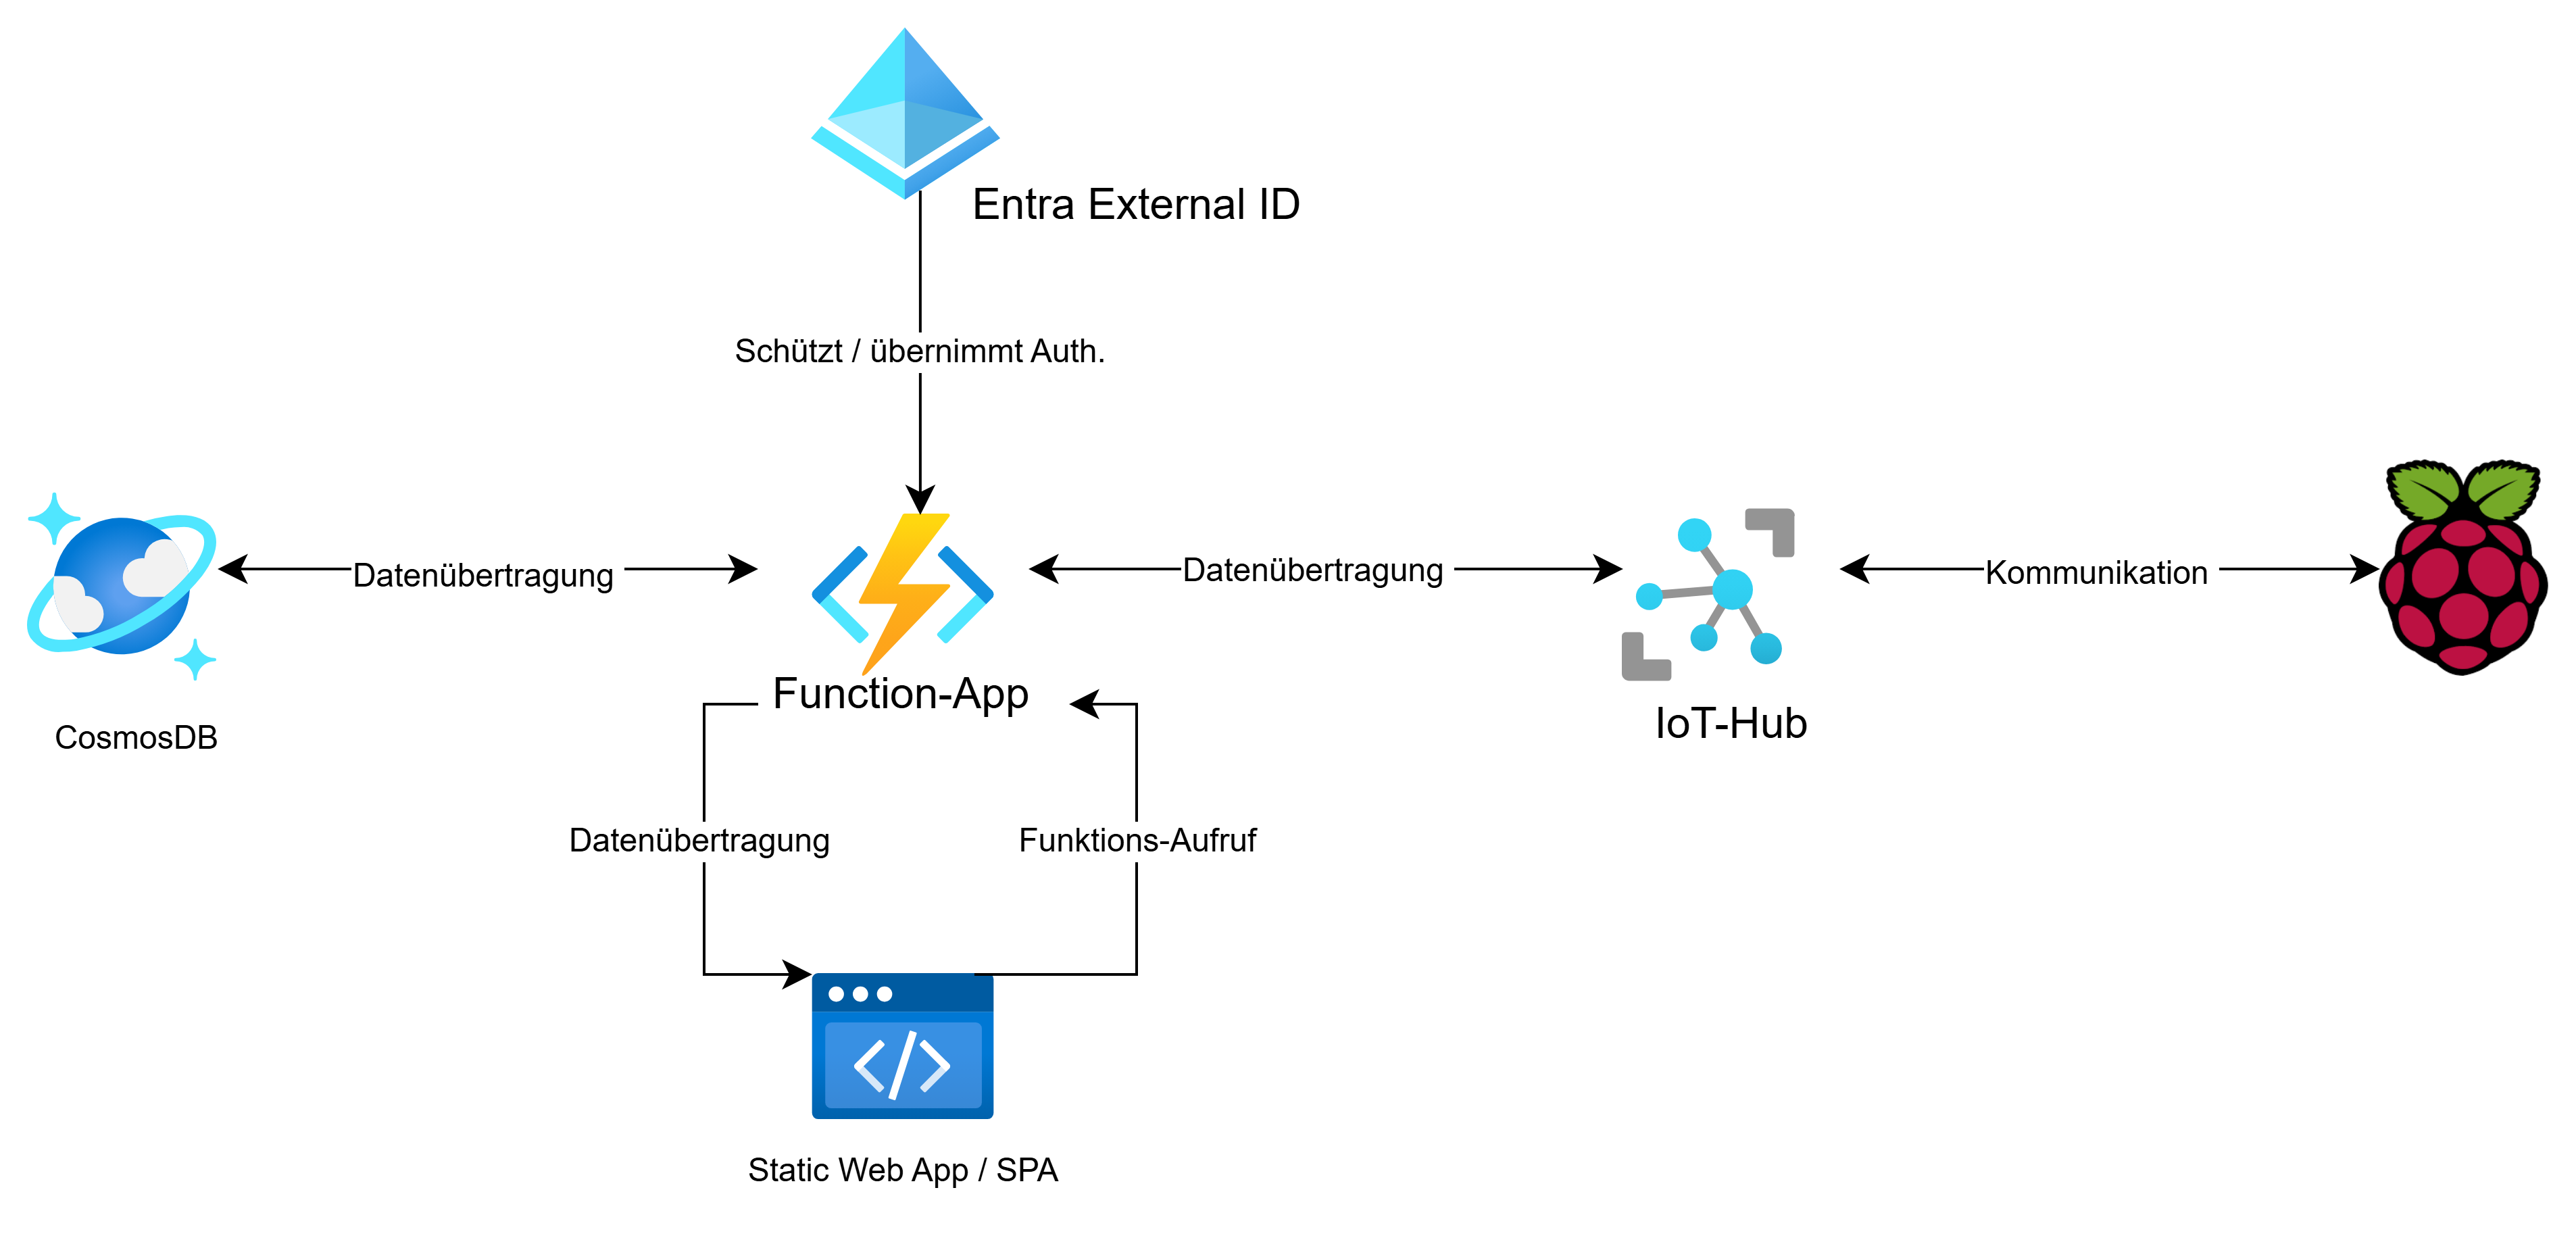 Entra External ID
Schützt / übernimmt Auth.
Datenübertragung
Datenübertragung
Kommunikation
Function-App
IoT-Hub
CosmosDB
Datenübertragung
Funktions-Aufruf
Static Web App / SPA